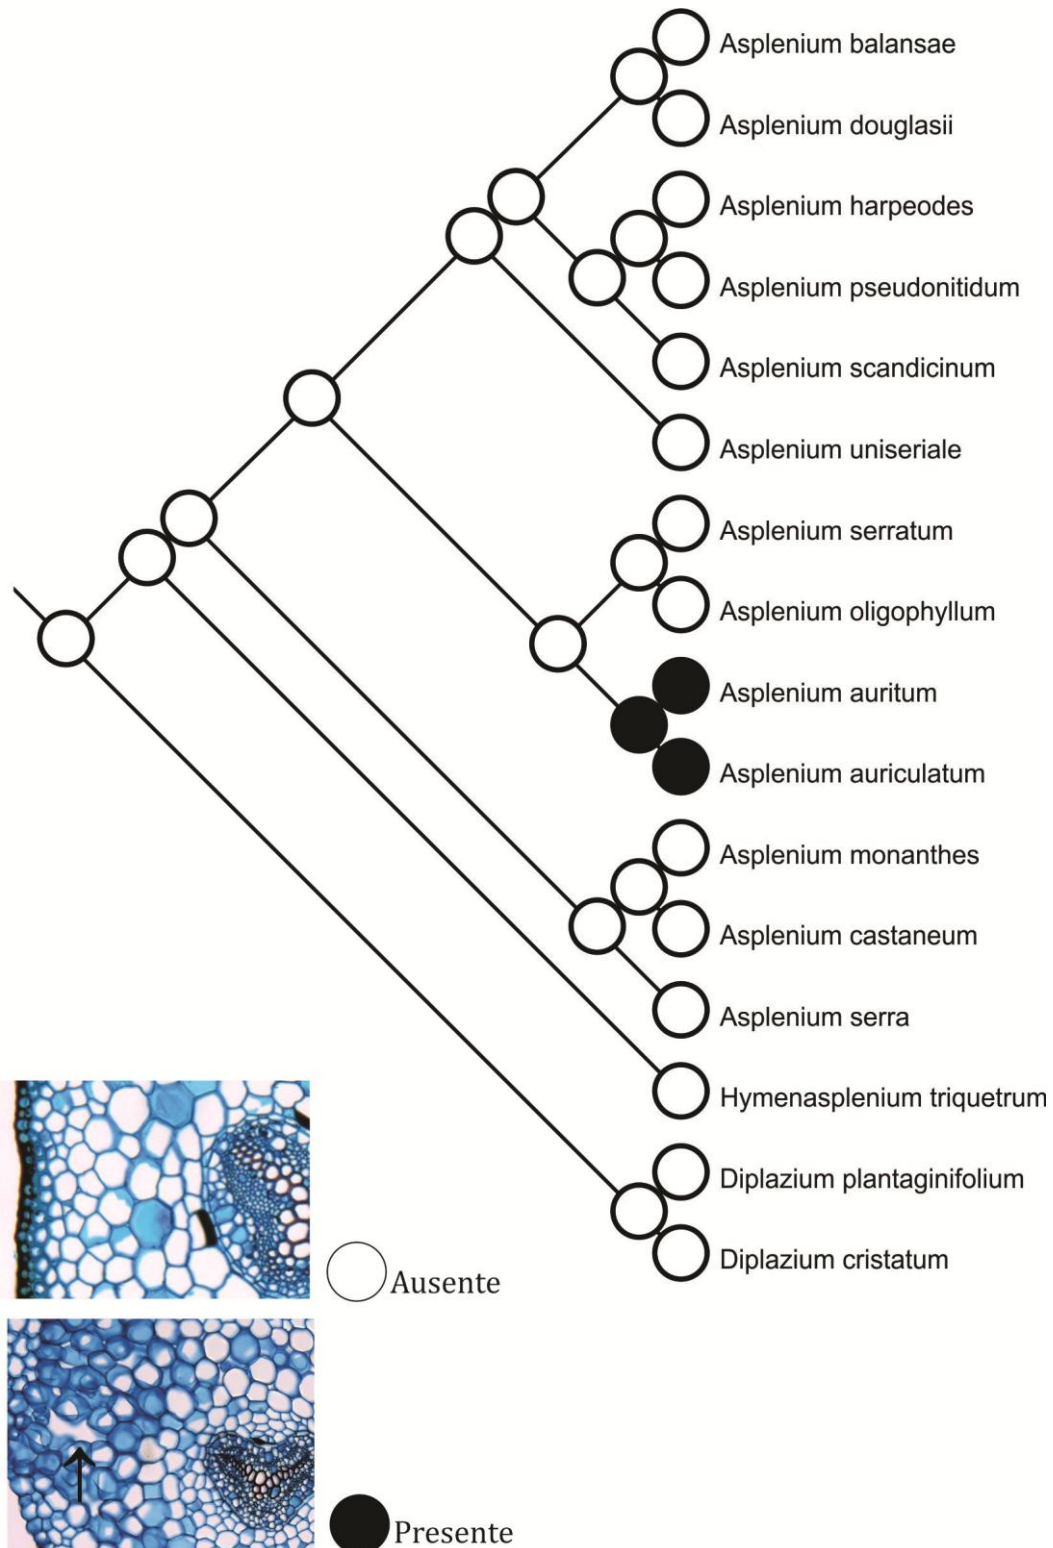 Asplenium balansae
Asplenium douglasii
Asplenium harpeodes
Asplenium pseudonitidum
Asplenium scandicinum
Asplenium uniseriale
Asplenium serratum
Asplenium oligophyllum
Asplenium auritum
Asplenium auriculatum
Asplenium monanthes
Asplenium castaneum
Asplenium serra
Hymenasplenium triquetrum
Diplazium plantaginifolium
Diplazium cristatum
Ausente
Presente